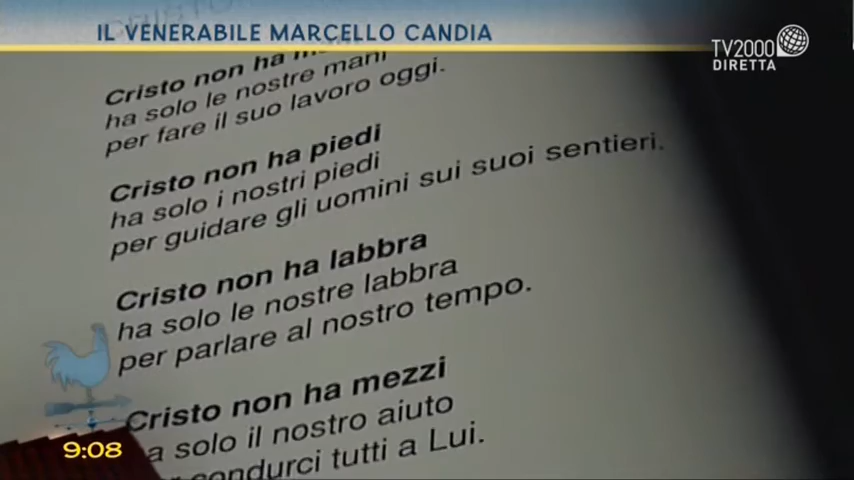 IL VENERABILE MARCELLO CANDIA
TV2000
DIRETTA
Cristo non ha
ha solo le nostre mani
per fare il suo lavoro oggi.
Cristo non ha piedi
ha solo i nostri piedi
per guidare gli uomini sui suoi sentieri.
Cristo non ha labbra
ha solo le nostre labbra
per parlare al nostro tempo.
Cristo non ha mezzi
ha solo il nostro aiuto
condurci tutti a Lui.
9:08